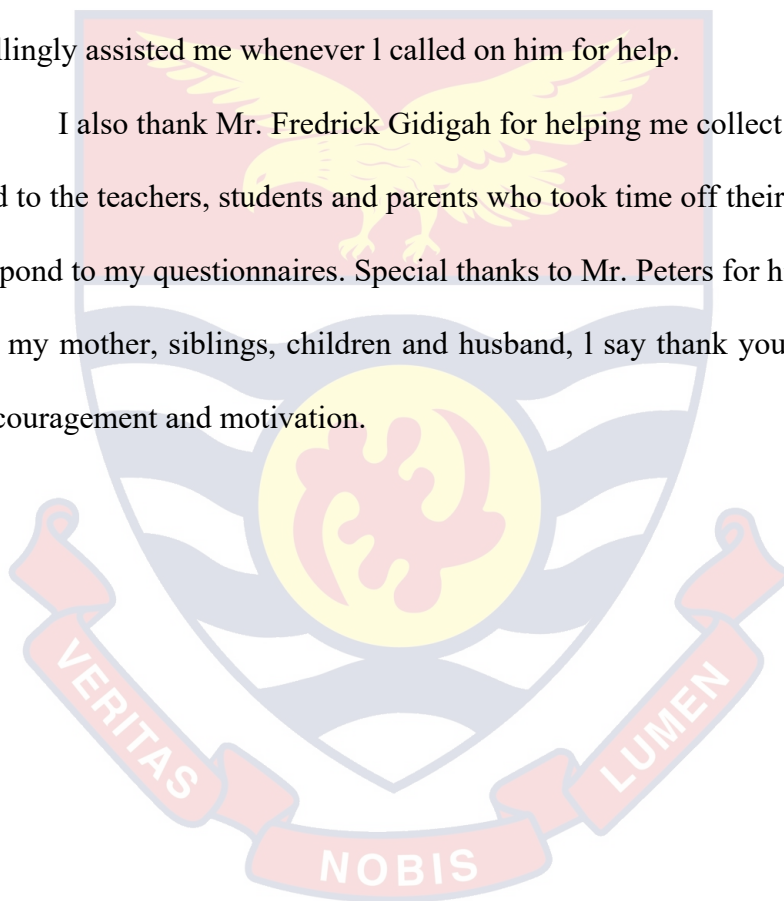 llingly assisted me whenever l called on him for help.
I also thank Mr. Fredrick Gidigah for helping me collect
d to the teachers, students and parents who took time off their
pond to my questionnaires. Special thanks to Mr. Peters for h
my mother, siblings, children and husband, l say thank you
couragement and motivation.
VERITAS
NOBIS
LUMEN